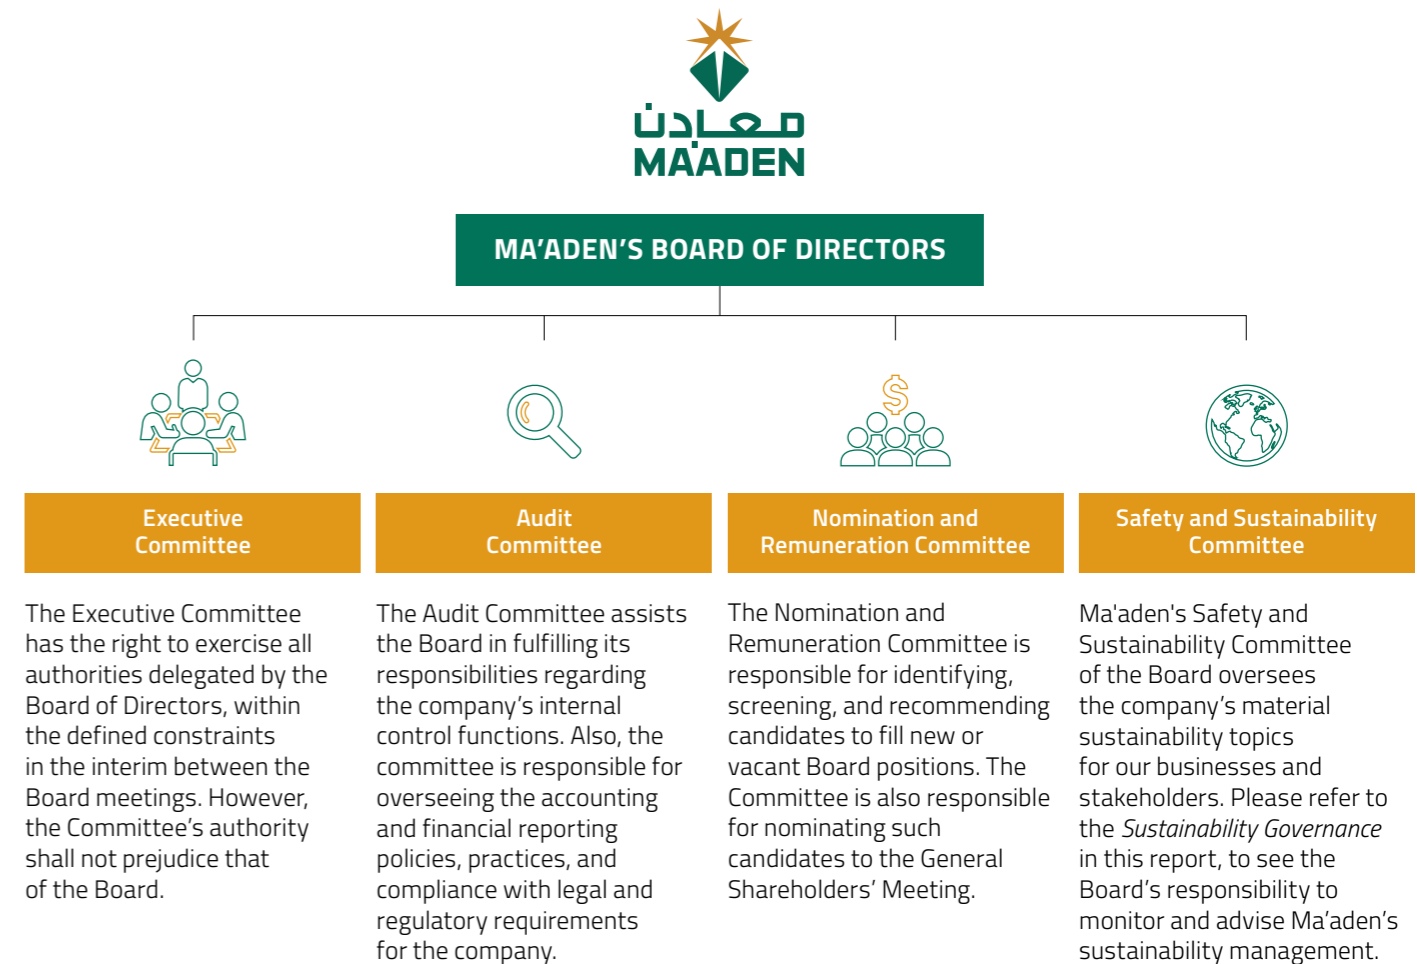 معادن
MA'ADEN
MA’ADEN’S BOARD OF DIRECTORS
Executive
Committee
The Executive Committee
has the right to exercise all
authorities delegated by the
Board of Directors, within
the defined constraints
in the interim between the
Board meetings. However,
the Committee’s authority
shall not prejudice that
of the Board.
Audit
Committee
The Audit Committee assists
the Board in fulfilling its
responsibilities regarding
the company’s internal
control functions. Also, the
committee is responsible for
overseeing the accounting
and financial reporting
policies, practices, and
compliance with legal and
regulatory requirements
for the company.
$
Nomination and
Remuneration Committee
The Nomination and
Remuneration Committee is
responsible for identifying,
screening, and recommending
candidates to fill new or
vacant Board positions. The
Committee is also responsible
for nominating such
candidates to the General
Shareholders’ Meeting.
Safety and Sustainability
Committee
Ma'aden's Safety and
Sustainability Committee
of the Board oversees
the company’s material
sustainability topics
for our businesses and
stakeholders. Please refer to
the Sustainability Governance
in this report, to see the
Board’s responsibility to
monitor and advise Ma’aden’s
sustainability management.